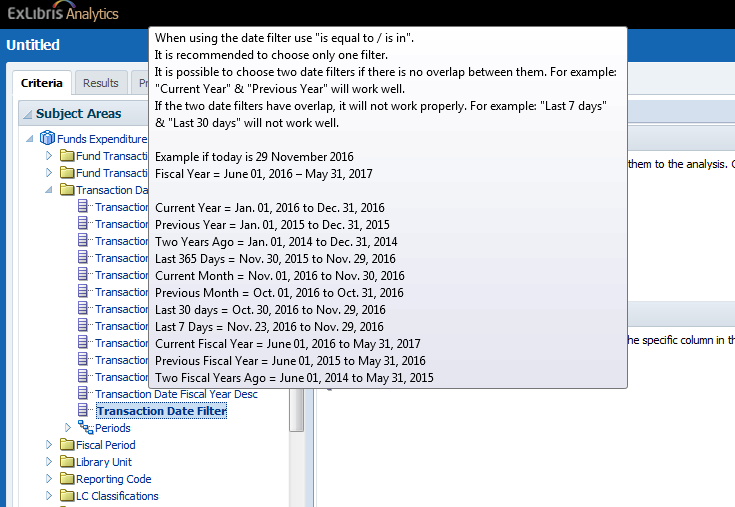 ExLibris Analytics
Untitled
Criteria
Results
Subject Areas
Funds Expenditure
Fund Transacti
Fund Transacti
Transaction Da
Transaction
Transaction
Transaction
Transaction
Transaction
Transaction
Transaction
Transaction
Transaction
Transaction
Transaction
Transaction Date Fiscal Year Desc
Transaction Date Filter
Periods
Fiscal Period
Library Unit
Reporting Code
LC Classifications
When using the date filter use "is equal to / is in".
It is recommended to choose only one filter.
It is possible to choose two date filters if there is no overlap between them. For example:
"Current Year" & "Previous Year" will work well.
If the two date filters have overlap, it will not work properly. For example: "Last 7 days"
& "Last 30 days" will not work well.
Example if today is 29 November 2016
Fiscal Year = June 01, 2016 – May 31, 2017
Current Year = Jan. 01, 2016 to Dec. 31, 2016
Previous Year = Jan. 01, 2015 to Dec. 31, 2015
Two Years Ago = Jan. 01, 2014 to Dec. 31, 2014
Last 365 Days = Nov. 30, 2015 to Nov. 29, 2016
Current Month = Nov. 01, 2016 to Nov. 30, 2016
Previous Month = Oct. 01, 2016 to Oct. 31, 2016
Last 30 days = Oct. 30, 2016 to Nov. 29, 2016
Last 7 Days = Nov. 23, 2016 to Nov. 29, 2016
Current Fiscal Year = June 01, 2016 to May 31, 2017
Previous Fiscal Year = June 01, 2015 to May 31, 2016
Two Fiscal Years Ago = June 01, 2014 to May 31, 2015
them to the analysis.
specific column in th